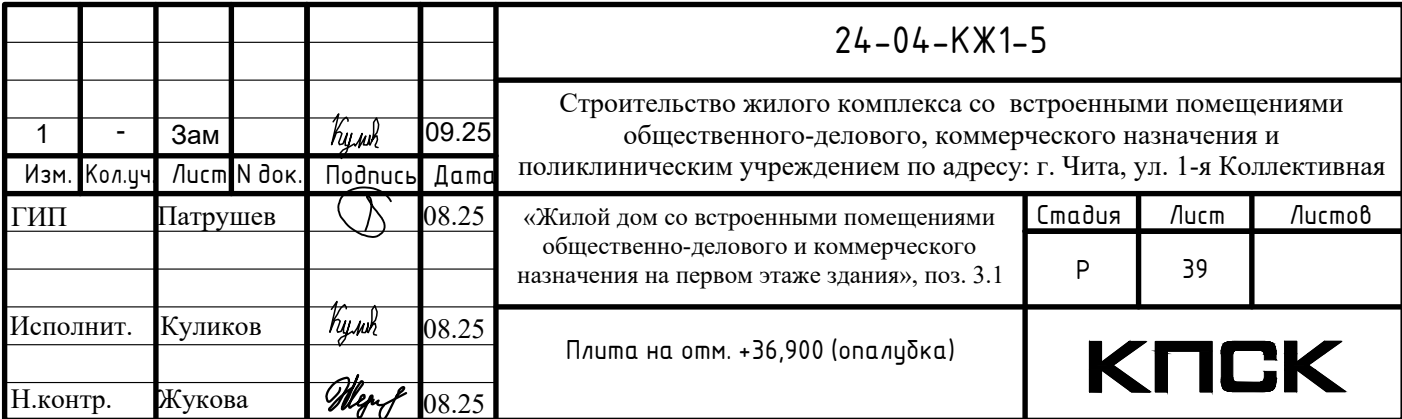 24-04-КЖ1-5
Строительство жилого комплекса со встроенными помещениями
общественного-делового, коммерческого назначения и
поликлиническим учреждением по адресу: г. Чита, ул. 1-я Коллективная
1 - Зам 09.25
Изм. Кол.уч Лист N док. Подпись Дата
ГИП Патрушев 08.25
«Жилой дом со встроенными помещениями
общественно-делового и коммерческого
назначения на первом этаже здания», поз. 3.1
Стадия Лист Листов
Р 39
Исполнит. Куликов 08.25
Н.контр. Жукова 08.25
Плита на отм. +36,900 (опалубка)
КПСК